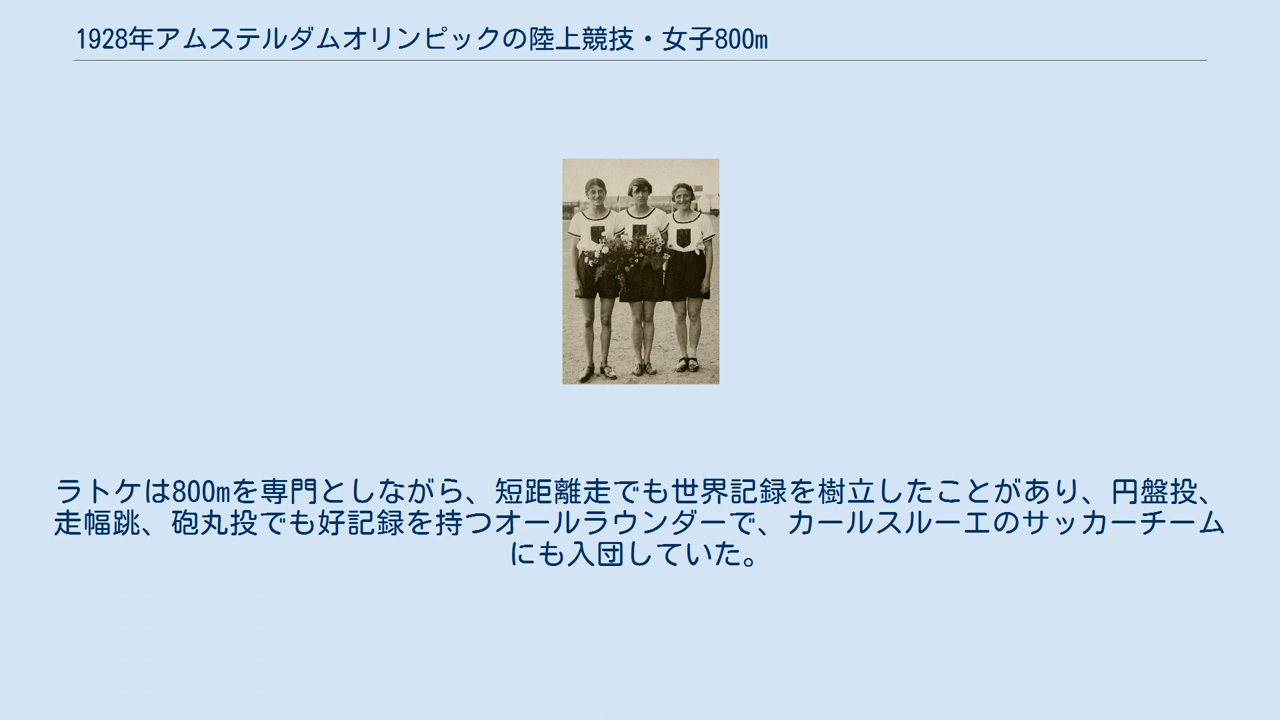 1928年アムステルダムオリンピックの陸上競技・女子800m
ラトケは800mを専門としながら、短距離走でも世界記録を樹立したことがあり、円盤投、
走幅跳、砲丸投でも好記録を持つオールラウンダーで、カールスルーエのサッカーチーム
にも入団していた。